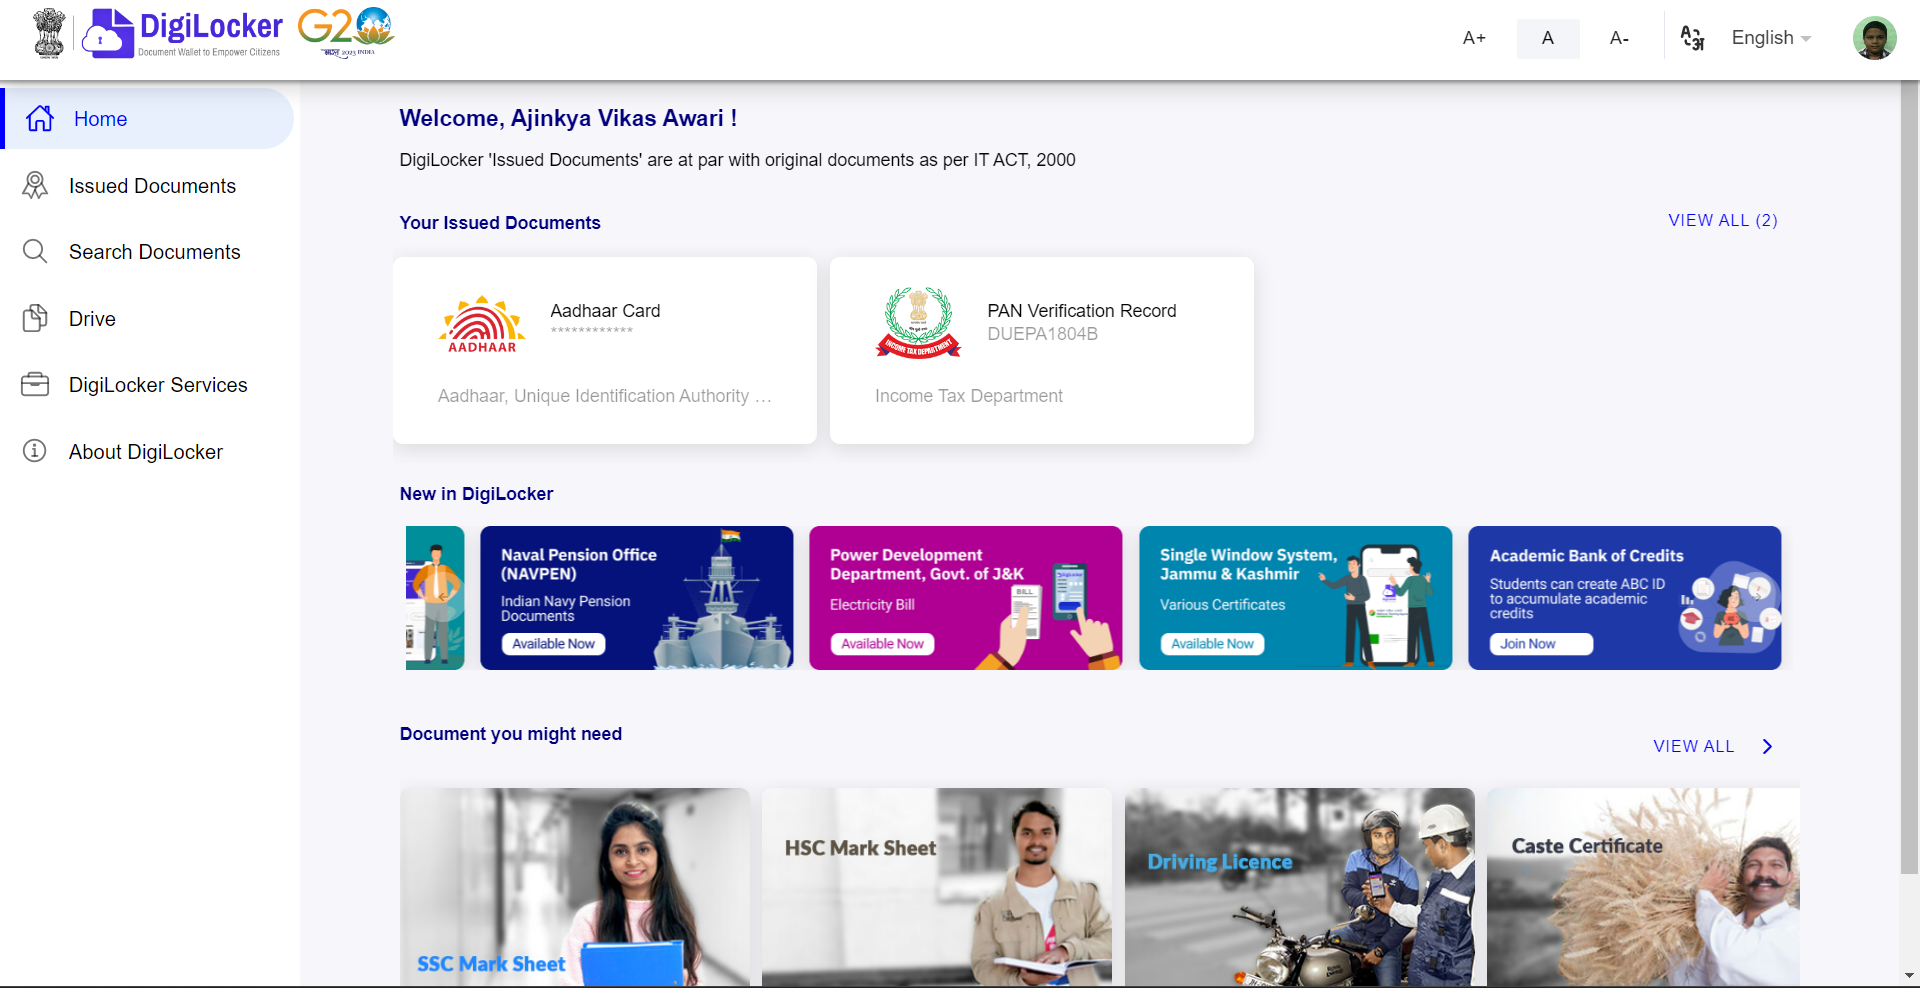 DigiLocker
Document Wallet to Empower Citizens
G20
भारत 2023 INDIA
A+
A
A-
English
Home
Issued Documents
Search Documents
Drive
DigiLocker Services
About DigiLocker
Welcome, Ajinkya Vikas Awari !
DigiLocker 'Issued Documents' are at par with original documents as per IT ACT, 2000
Your Issued Documents
VIEW ALL (2)
AADHAAR
Aadhaar Card
************
Aadhaar, Unique Identification Authority …
INCOME TAX DEPARTMENT
PAN Verification Record
DUEPA1804B
Income Tax Department
New in DigiLocker
Naval Pension Office
(NAVPEN)
Indian Navy Pension
Documents
Available Now
Power Development
Department, Govt. of J&K
Electricity Bill
Available Now
BILL
Single Window System,
Jammu & Kashmir
Various Certificates
Available Now
Academic Bank of Credits
Students can create ABC ID
to accumulate academic
credits
Join Now
Document you might need
VIEW ALL
SSC Mark Sheet
HSC Mark Sheet
Driving Licence
Caste Certificate